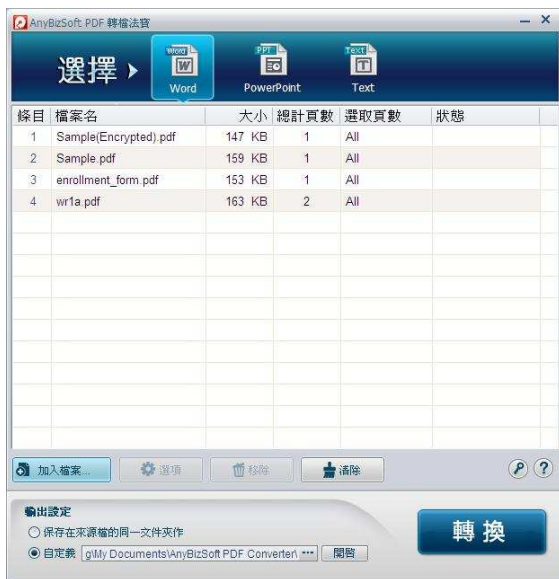 AnyBizSoft PDF 轉檔法寶
選擇
Word PPT Text
Word PowerPoint Text
條目 檔案名 大小 總計頁數 選取頁數 狀態
1 Sample(Encrypted).pdf 147 KB 1 All
2 Sample.pdf 159 KB 1 All
3 enrollment_form.pdf 153 KB 1 All
4 wr1a.pdf 163 KB 2 All
加入檔案... 選項 移除 清除 ?
輸出設定
保存在來源檔的同一文件夾作
自定義 g\My Documents\AnyBizSoft PDF Converter\ ... 開啓
轉換